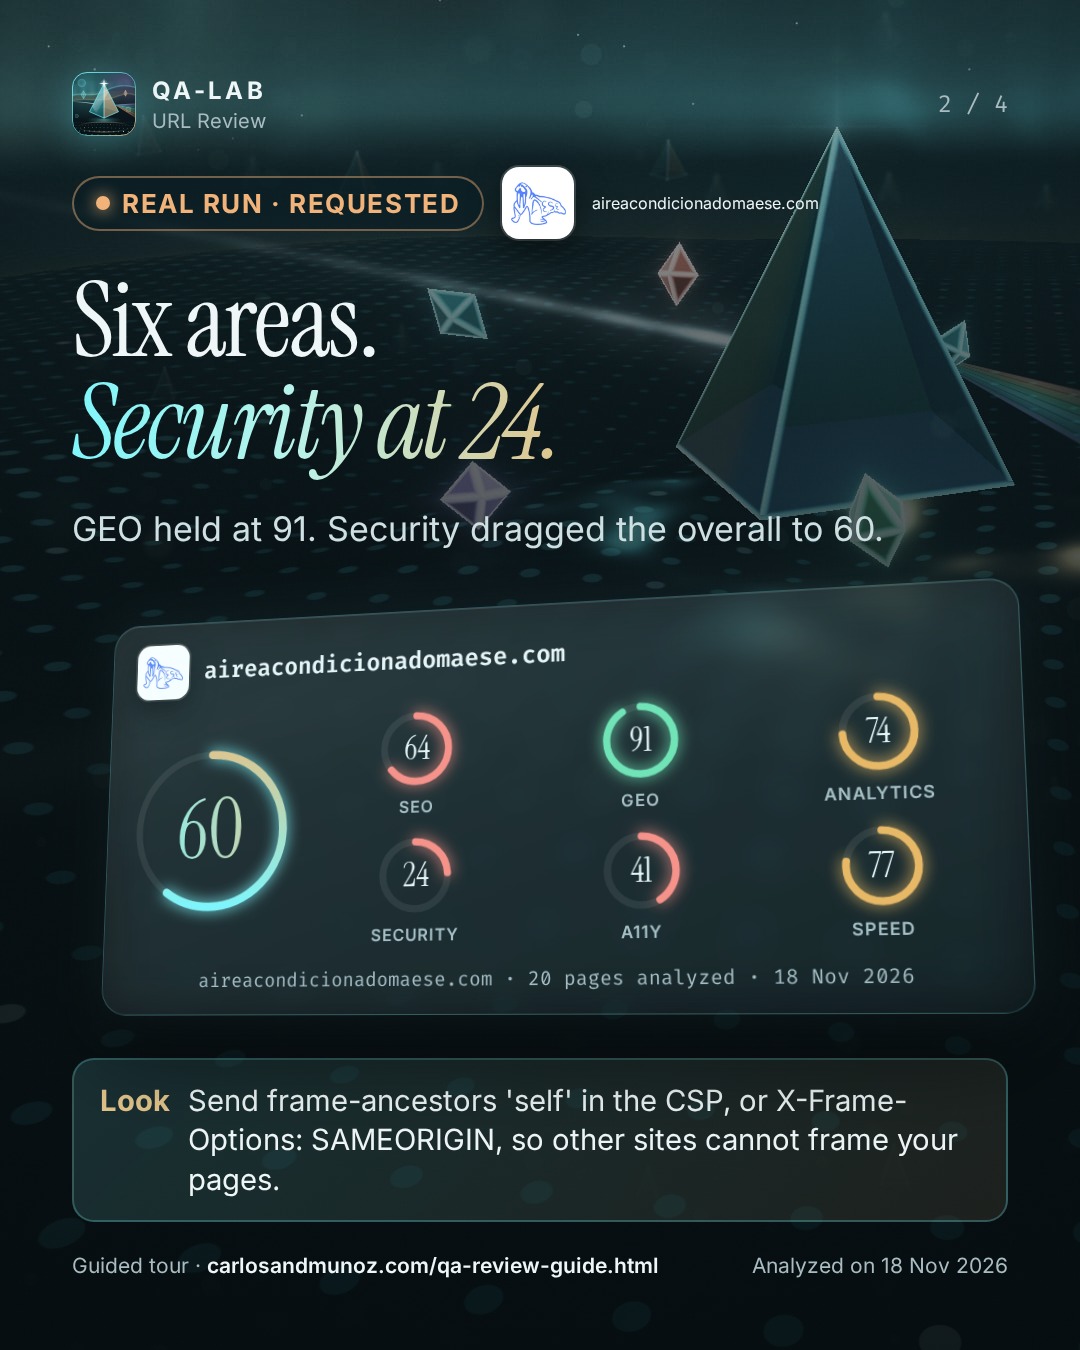 QA-LAB
URL Review
2 / 4
REAL RUN · REQUESTED
aireacondicionadomaese.com
Six areas.
Security at 24.
GEO held at 91. Security dragged the overall to 60.
aireacondicionadomaese.com
60
64
SEO
91
GEO
74
ANALYTICS
24
SECURITY
41
A11Y
77
SPEED
aireacondicionadomaese.com · 20 pages analyzed · 18 Nov 2026
Look
Send frame-ancestors 'self' in the CSP, or X-Frame-
Options: SAMEORIGIN, so other sites cannot frame your
pages.
Guided tour · carlosandmunoz.com/qa-review-guide.html
Analyzed on 18 Nov 2026